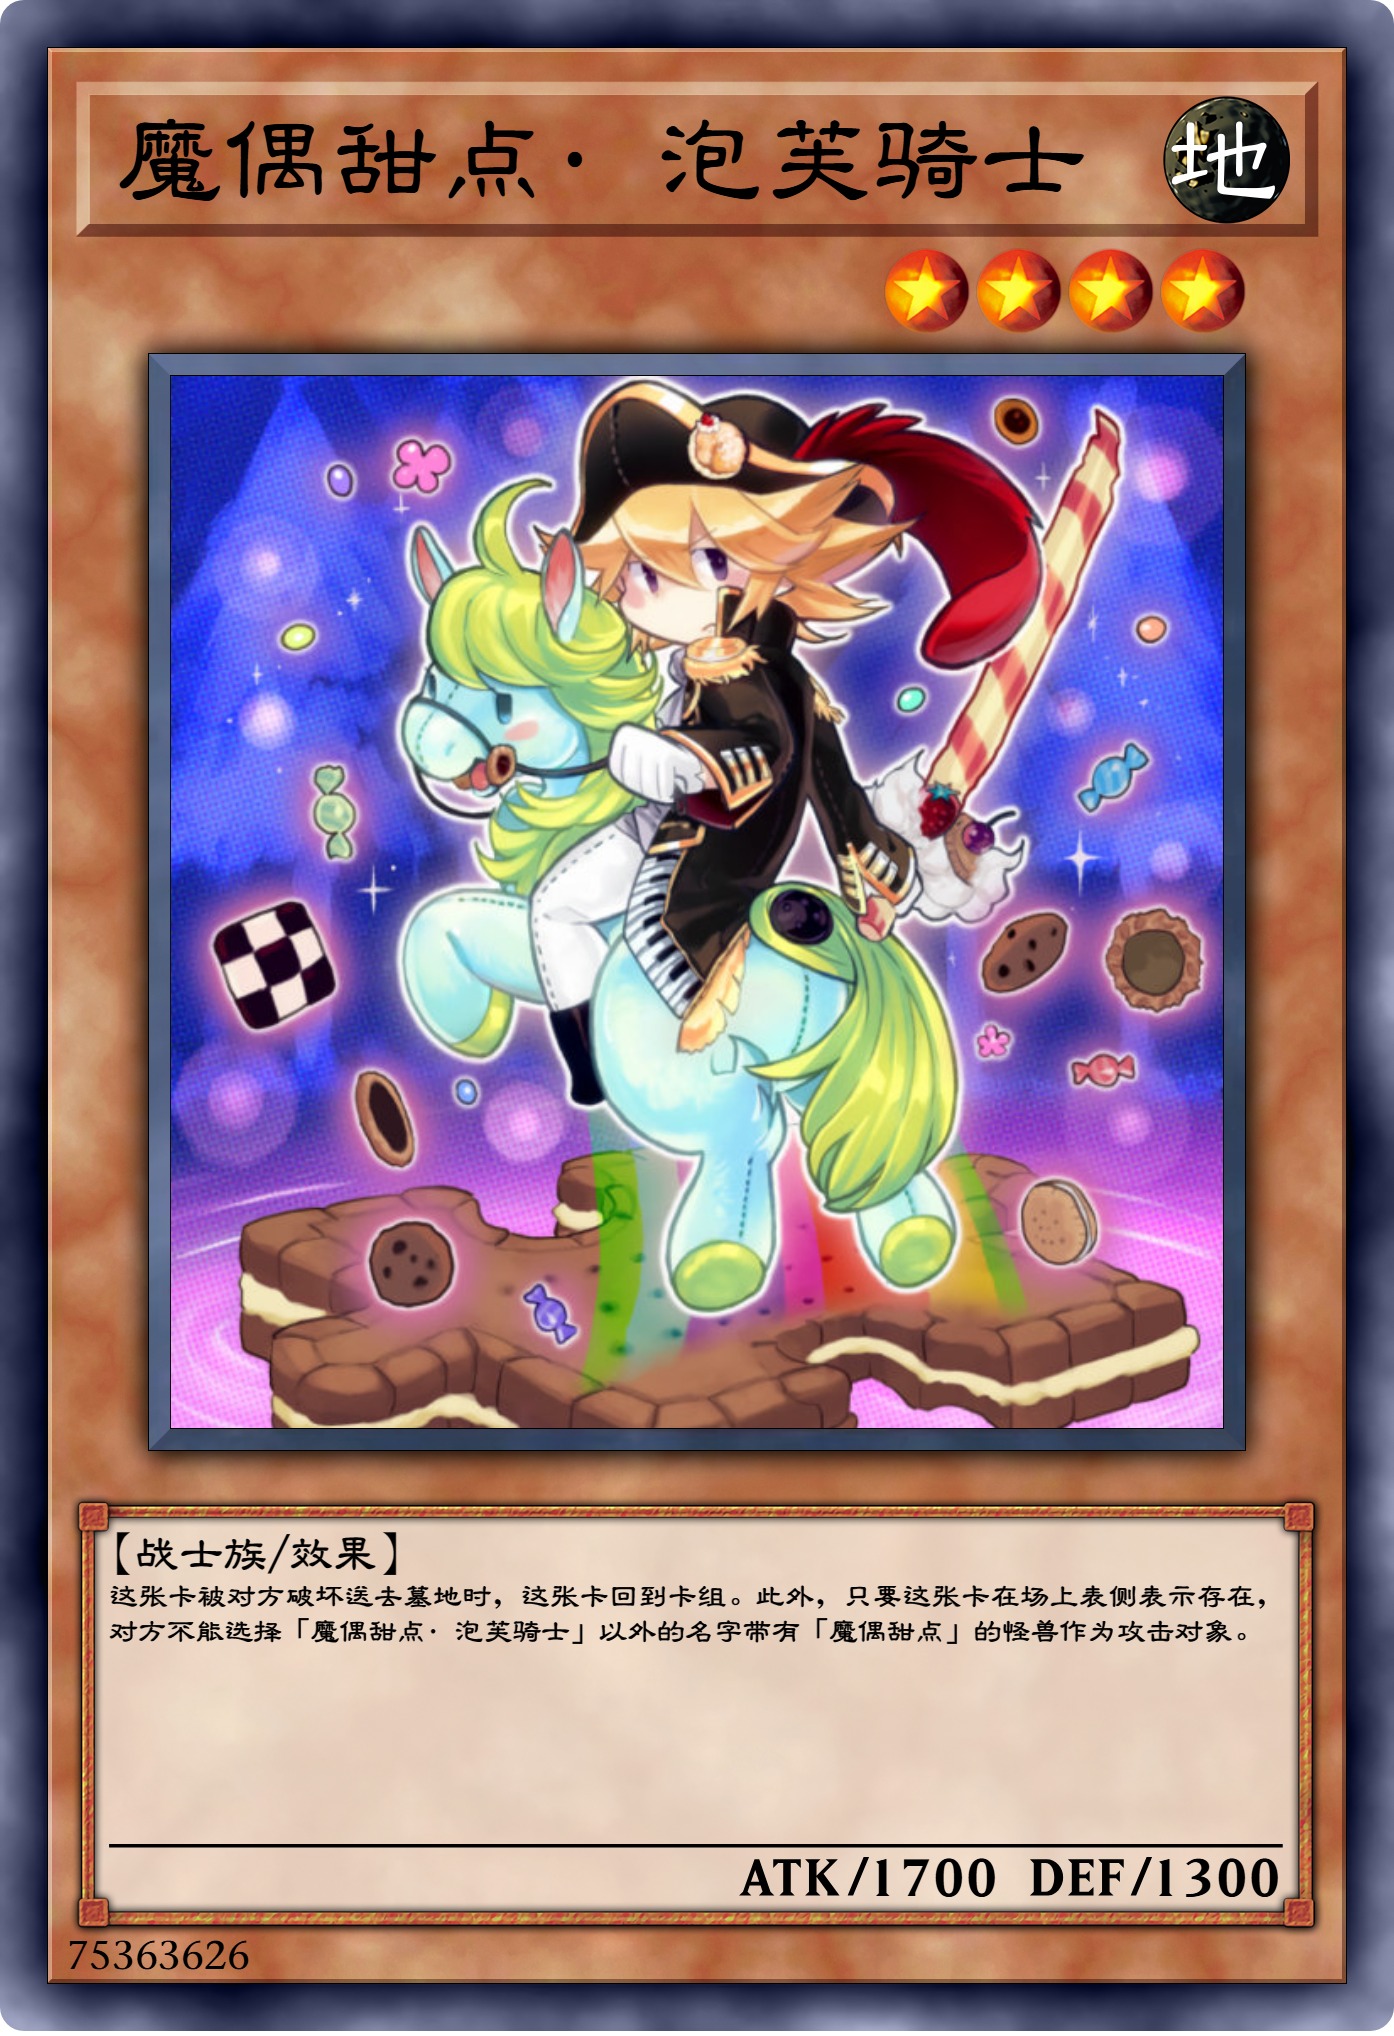 魔偶甜点·泡芙骑士
地
【战士族/效果】
这张卡被对方破坏送去墓地时，这张卡回到卡组。此外，只要这张卡在场上表侧表示存在，
对方不能选择「魔偶甜点·泡芙骑士」以外的名字带有「魔偶甜点」的怪兽作为攻击对象。
ATK/1700 DEF/1300
75363626